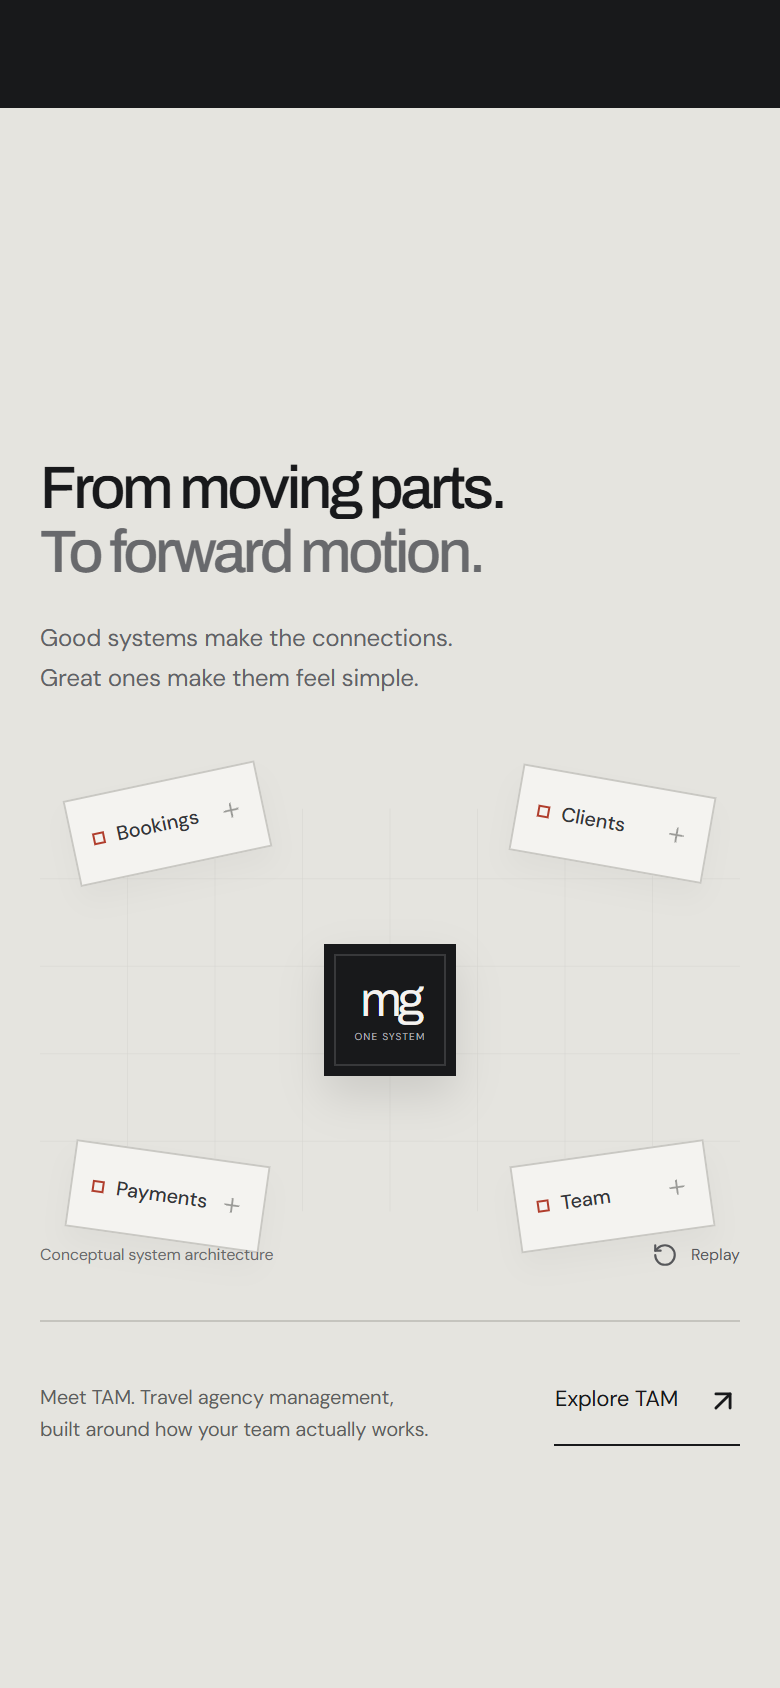 From moving parts.
To forward motion.
Good systems make the connections.
Great ones make them feel simple.
Bookings
Clients
mg
ONE SYSTEM
Payments
Team
Conceptual system architecture
Replay
Meet TAM. Travel agency management,
built around how your team actually works.
Explore TAM